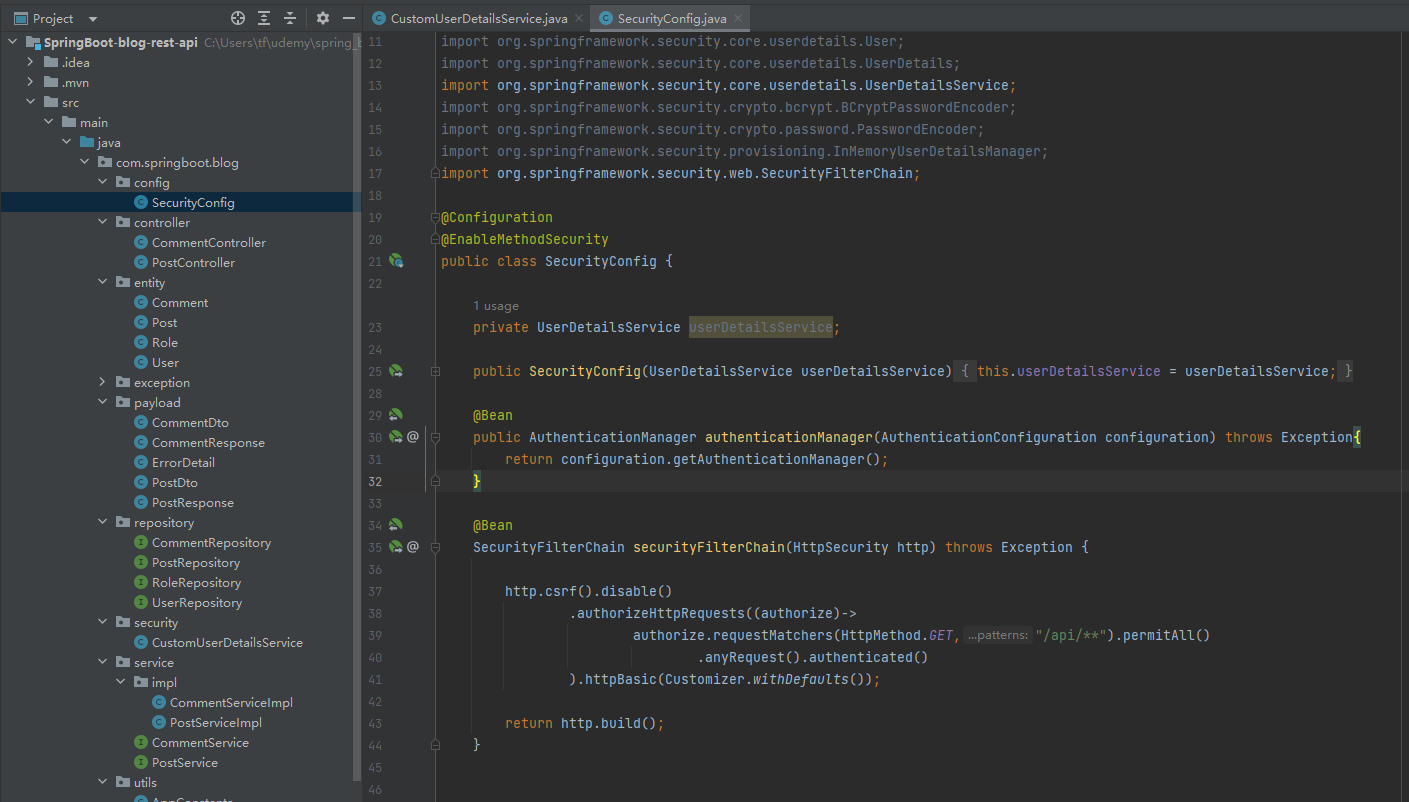 Project
SpringBoot-blog-rest-api C:\Users\tf\udemy\spring_b
.idea
.mvn
src
main
java
com.springboot.blog
config
SecurityConfig
controller
CommentController
PostController
entity
Comment
Post
Role
User
exception
payload
CommentDto
CommentResponse
ErrorDetail
PostDto
PostResponse
repository
CommentRepository
PostRepository
RoleRepository
UserRepository
security
CustomUserDetailsService
service
impl
CommentServiceImpl
PostServiceImpl
CommentService
PostService
utils
AppConstants
CustomUserDetailsService.java
SecurityConfig.java
11 import org.springframework.security.core.userdetails.User;
12 import org.springframework.security.core.userdetails.UserDetails;
13 import org.springframework.security.core.userdetails.UserDetailsService;
14 import org.springframework.security.crypto.bcrypt.BCryptPasswordEncoder;
15 import org.springframework.security.crypto.password.PasswordEncoder;
16 import org.springframework.security.provisioning.InMemoryUserDetailsManager;
17 import org.springframework.security.web.SecurityFilterChain;
18
19 @Configuration
20 @EnableMethodSecurity
21 public class SecurityConfig {
22
1 usage
23 private UserDetailsService userDetailsService;
24
25 public SecurityConfig(UserDetailsService userDetailsService) { this.userDetailsService = userDetailsService; }
28
29 @Bean
30 @ public AuthenticationManager authenticationManager(AuthenticationConfiguration configuration) throws Exception{
31 return configuration.getAuthenticationManager();
32 }
33
34 @Bean
35 @ SecurityFilterChain securityFilterChain(HttpSecurity http) throws Exception {
36
37 http.csrf().disable()
38 .authorizeHttpRequests((authorize)->
39 authorize.requestMatchers(HttpMethod.GET, ...patterns: "/api/**").permitAll()
40 .anyRequest().authenticated()
41 ).httpBasic(Customizer.withDefaults());
42
43 return http.build();
44 }
45
46